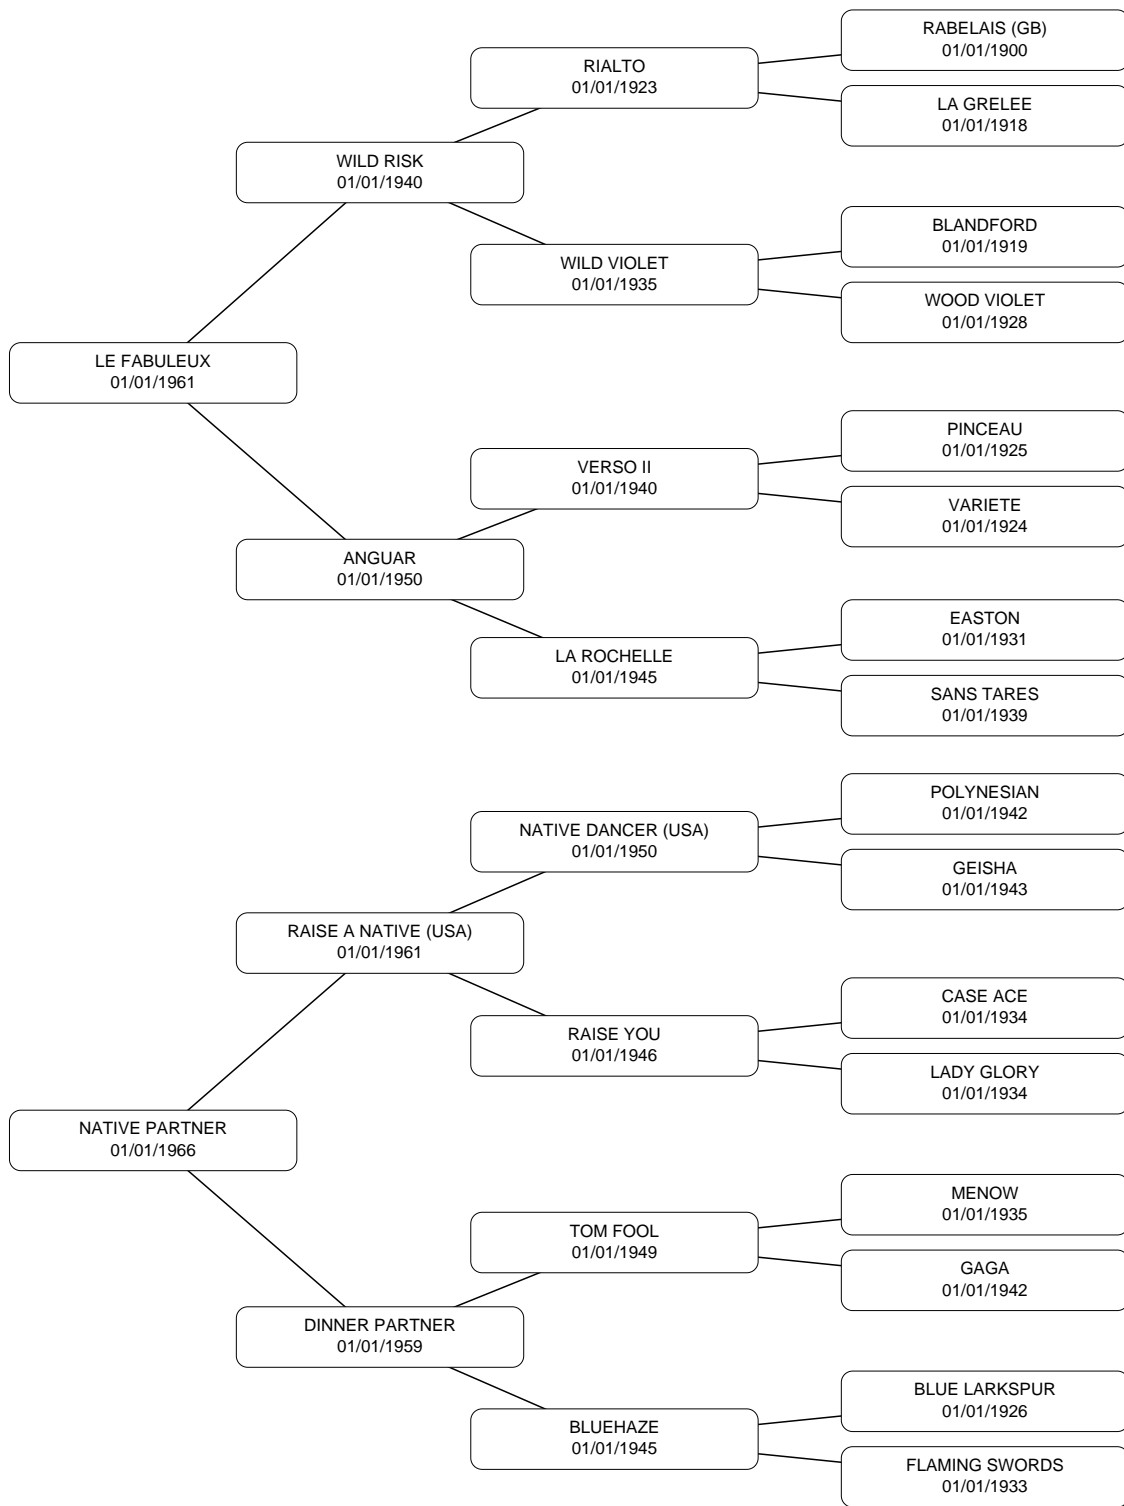 RABELAIS (GB)
01/01/1900
RIALTO
01/01/1923
LA GRELEE
01/01/1918
WILD RISK
01/01/1940
BLANDFORD
01/01/1919
WILD VIOLET
01/01/1935
WOOD VIOLET
01/01/1928
LE FABULEUX
01/01/1961
PINCEAU
01/01/1925
VERSO II
01/01/1940
VARIETE
01/01/1924
ANGUAR
01/01/1950
EASTON
01/01/1931
LA ROCHELLE
01/01/1945
SANS TARES
01/01/1939
POLYNESIAN
01/01/1942
NATIVE DANCER (USA)
01/01/1950
GEISHA
01/01/1943
RAISE A NATIVE (USA)
01/01/1961
CASE ACE
01/01/1934
RAISE YOU
01/01/1946
LADY GLORY
01/01/1934
NATIVE PARTNER
01/01/1966
MENOW
01/01/1935
TOM FOOL
01/01/1949
GAGA
01/01/1942
DINNER PARTNER
01/01/1959
BLUE LARKSPUR
01/01/1926
BLUEHAZE
01/01/1945
FLAMING SWORDS
01/01/1933